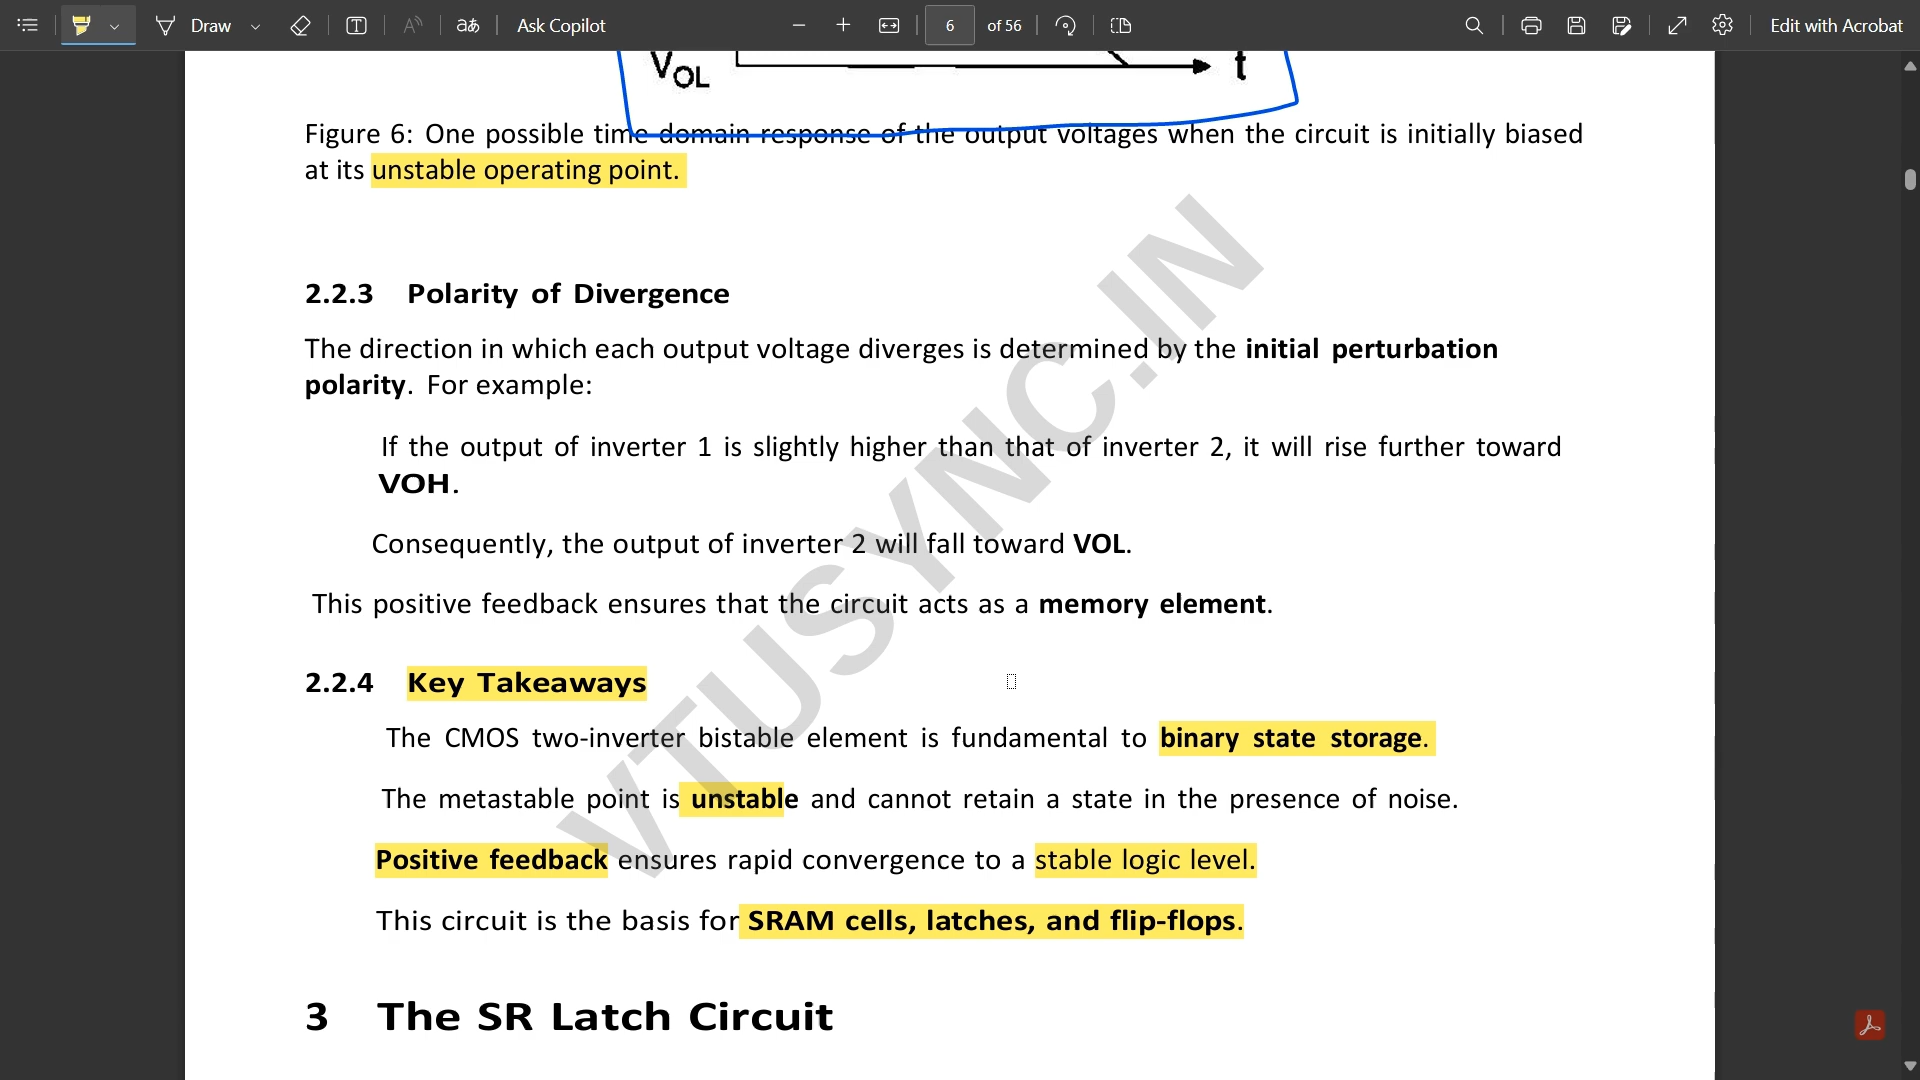 Draw
Ask Copilot
6
of 56
Edit with Acrobat
VOL
t
Figure 6: One possible time domain response of the output voltages when the circuit is initially biased
at its unstable operating point.
2.2.3 Polarity of Divergence
The direction in which each output voltage diverges is determined by the initial perturbation
polarity. For example:
If the output of inverter 1 is slightly higher than that of inverter 2, it will rise further toward
VOH.
Consequently, the output of inverter 2 will fall toward VOL.
This positive feedback ensures that the circuit acts as a memory element.
2.2.4 Key Takeaways
The CMOS two-inverter bistable element is fundamental to binary state storage.
The metastable point is unstable and cannot retain a state in the presence of noise.
Positive feedback ensures rapid convergence to a stable logic level.
This circuit is the basis for SRAM cells, latches, and flip-flops.
3 The SR Latch Circuit
VTUSYNC.IN